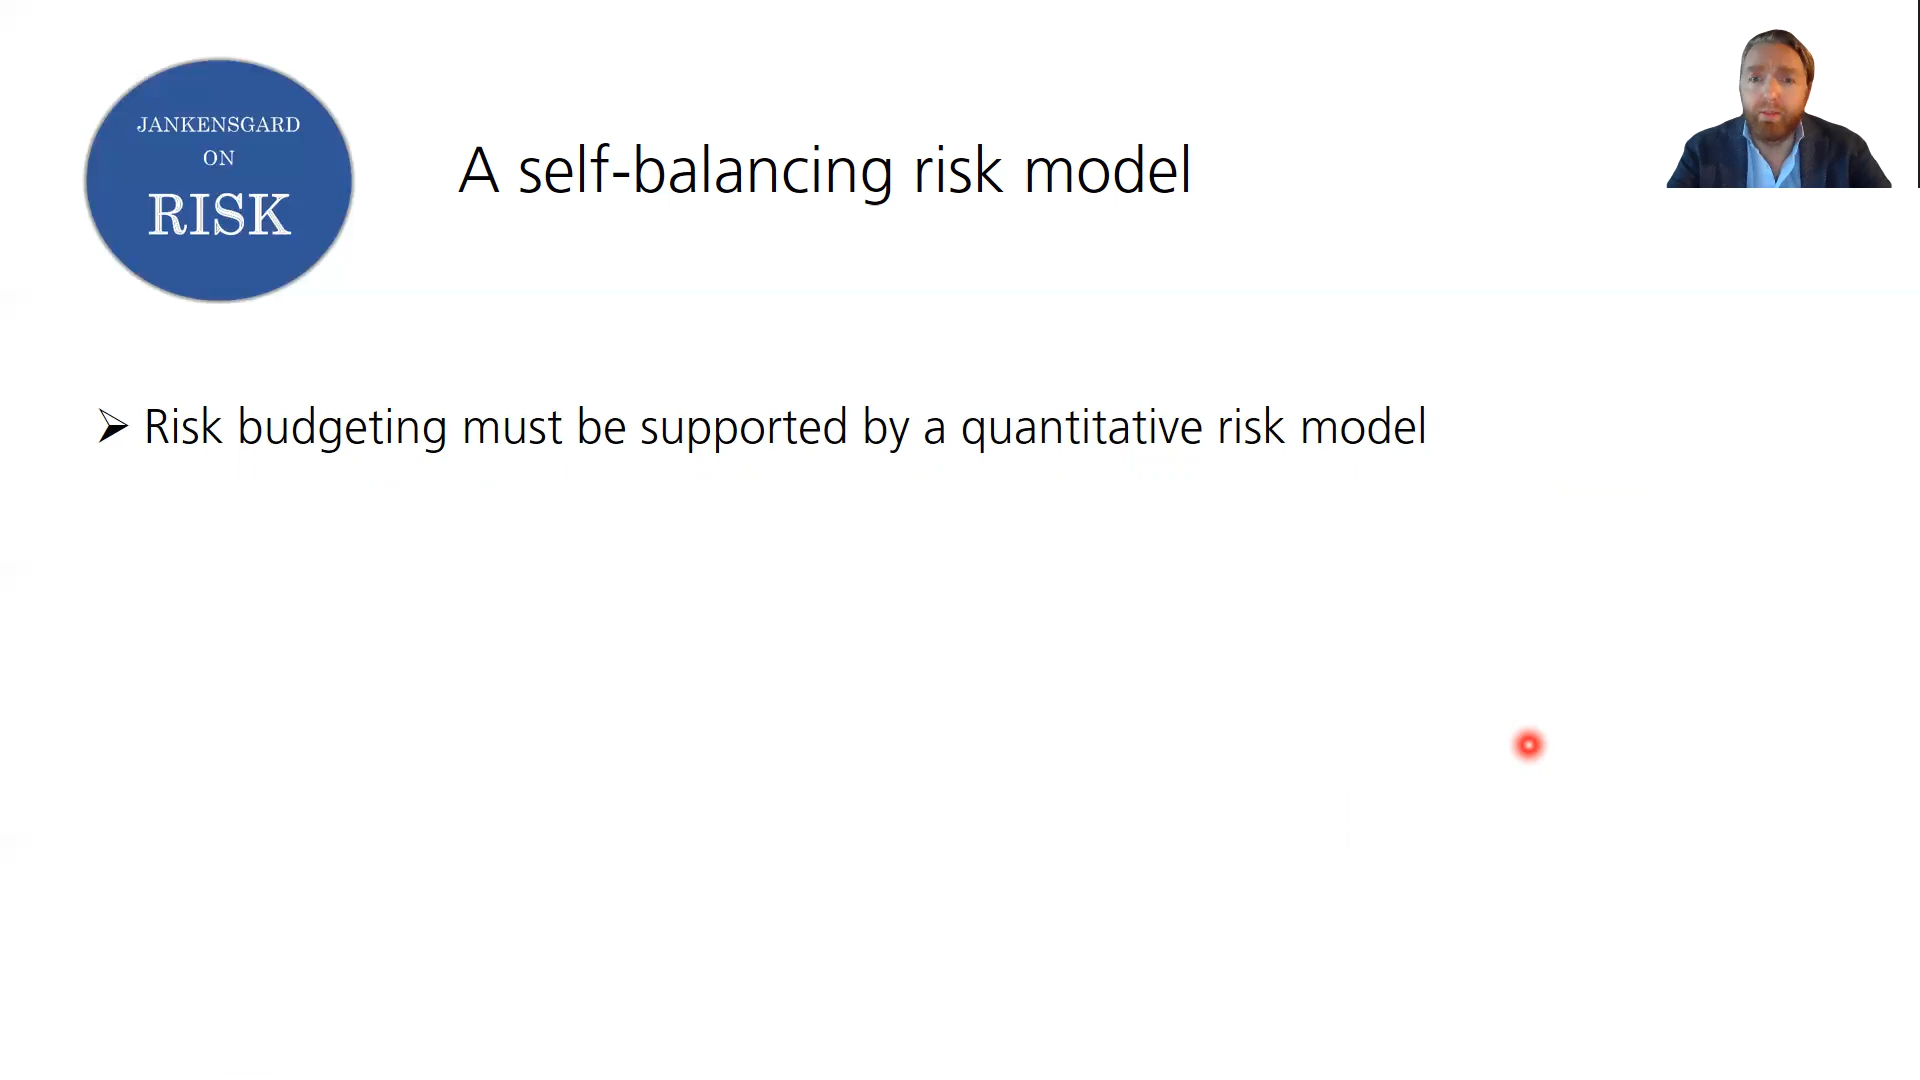 JANKENSGARD
ON
RISK
A self-balancing risk model
Risk budgeting must be supported by a quantitative risk model